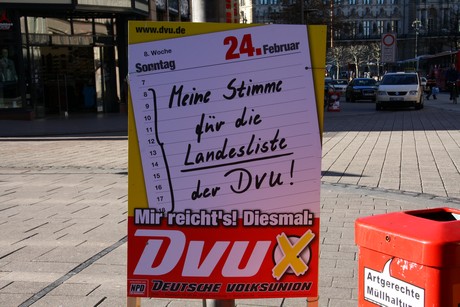 www.dvu.de
8. Woche
Sonntag
24. Februar
7
8
9
10
11
12
13
14
15
16
17
18
Meine Stimme
für die
Landesliste
der DVU!
Mir reicht's! Diesmal:
DVU
NPD
DEUTSCHE VOLKSUNION
Artgerechte
Müllhaltung